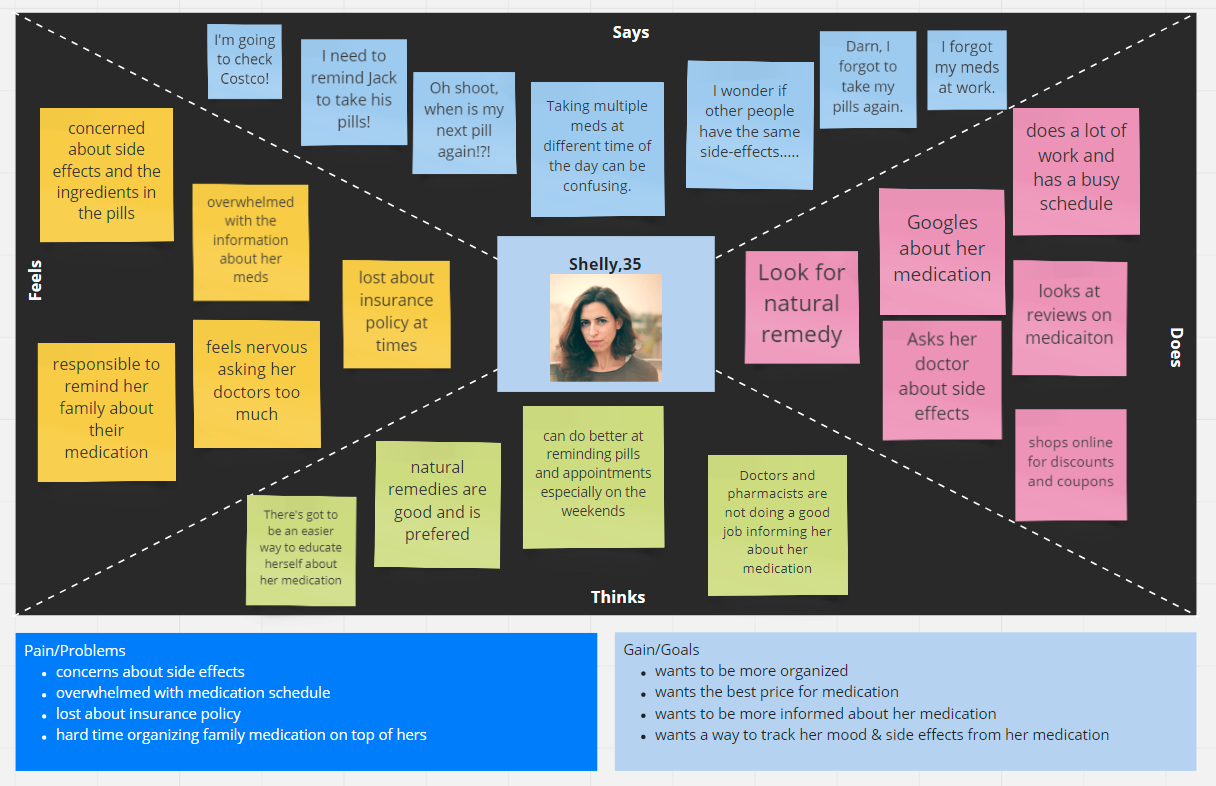 Says
I'm going
to check
Costco!
I need to
remind Jack
to take his
pills!
Oh shoot,
when is my
next pill
again!?!
Taking multiple
meds at
different time of
the day can be
confusing.
I wonder if
other people
have the same
side-effects.....
Darn, I
forgot to
take my
pills again.
I forgot
my meds
at work.
Feels
concerned
about side
effects and the
ingredients in
the pills
overwhelmed
with the
information
about her
meds
lost about
insurance
policy at
times
responsible to
remind her
family about
their
medication
feels nervous
asking her
doctors too
much
Shelly,35
Does
does a lot of
work and
has a busy
schedule
Googles
about her
medication
Look for
natural
remedy
looks at
reviews on
medicaiton
Asks her
doctor
about side
effects
shops online
for discounts
and coupons
There's got to
be an easier
way to educate
herself about
her medication
natural
remedies are
good and is
prefered
can do better at
reminding pills
and appointments
especially on the
weekends
Doctors and
pharmacists are
not doing a good
job informing her
about her
medication
Thinks
Pain/Problems
• concerns about side effects
• overwhelmed with medication schedule
• lost about insurance policy
• hard time organizing family medication on top of hers
Gain/Goals
• wants to be more organized
• wants the best price for medication
• wants to be more informed about her medication
• wants a way to track her mood & side effects from her medication